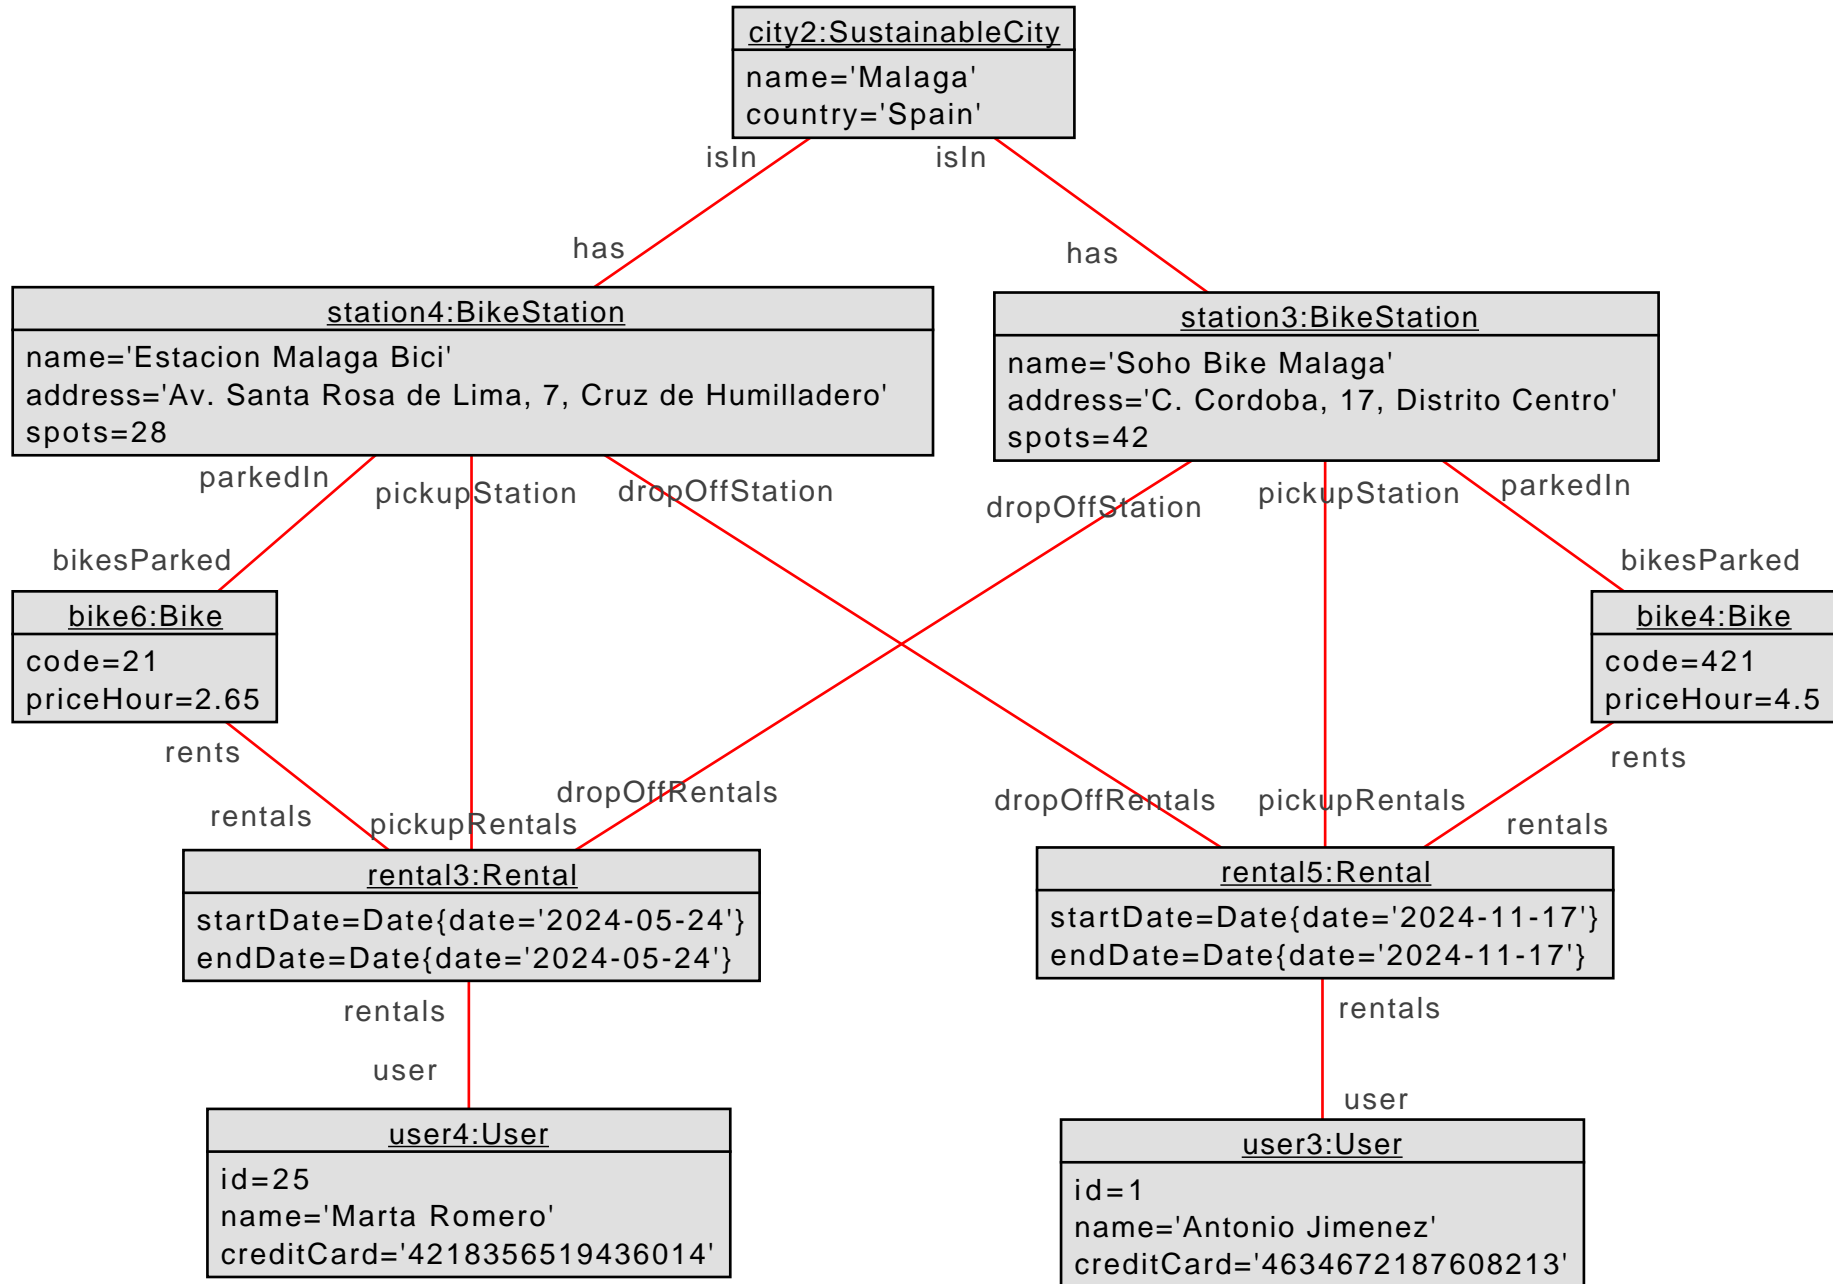 city2:SustainableCity
name='Malaga'
country='Spain'
isIn
isIn
has
has
station4:BikeStation
name='Estacion Malaga Bici'
address='Av. Santa Rosa de Lima, 7, Cruz de Humilladero'
spots=28
station3:BikeStation
name='Soho Bike Malaga'
address='C. Cordoba, 17, Distrito Centro'
spots=42
parkedIn
pickupStation
dropOffStation
dropOffStation
pickupStation
parkedIn
bikesParked
bikesParked
bike6:Bike
code=21
priceHour=2.65
bike4:Bike
code=421
priceHour=4.5
rents
rents
rentals
pickupRentals
dropOffRentals
dropOffRentals
pickupRentals
rentals
rental3:Rental
startDate=Date{date='2024-05-24'}
endDate=Date{date='2024-05-24'}
rental5:Rental
startDate=Date{date='2024-11-17'}
endDate=Date{date='2024-11-17'}
rentals
rentals
user
user
user4:User
id=25
name='Marta Romero'
creditCard='4218356519436014'
user3:User
id=1
name='Antonio Jimenez'
creditCard='4634672187608213'